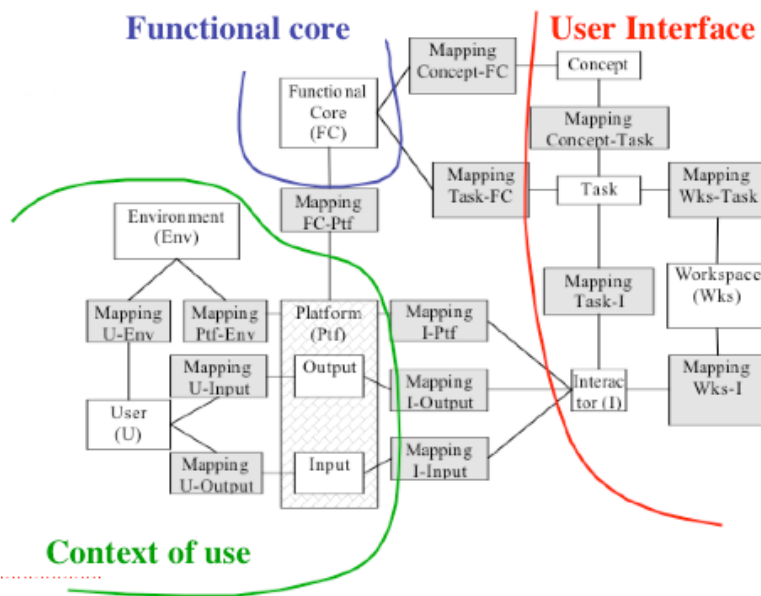 Functional core
User Interface
Mapping
Concept-FC
Concept
Functional
Core
(FC)
Mapping
Concept-Task
Mapping
Task-FC
Task
Mapping
Wks-Task
Mapping
FC-Ptf
Environment
(Env)
Mapping
Task-I
Workspace
(Wks)
Mapping
U-Env
Mapping
Ptf-Env
Platform
(Ptf)
Mapping
I-Ptf
Mapping
U-Input
Output
Mapping
I-Output
Interac
tor (I)
Mapping
Wks-I
User
(U)
Mapping
U-Output
Input
Mapping
I-Input
Context of use